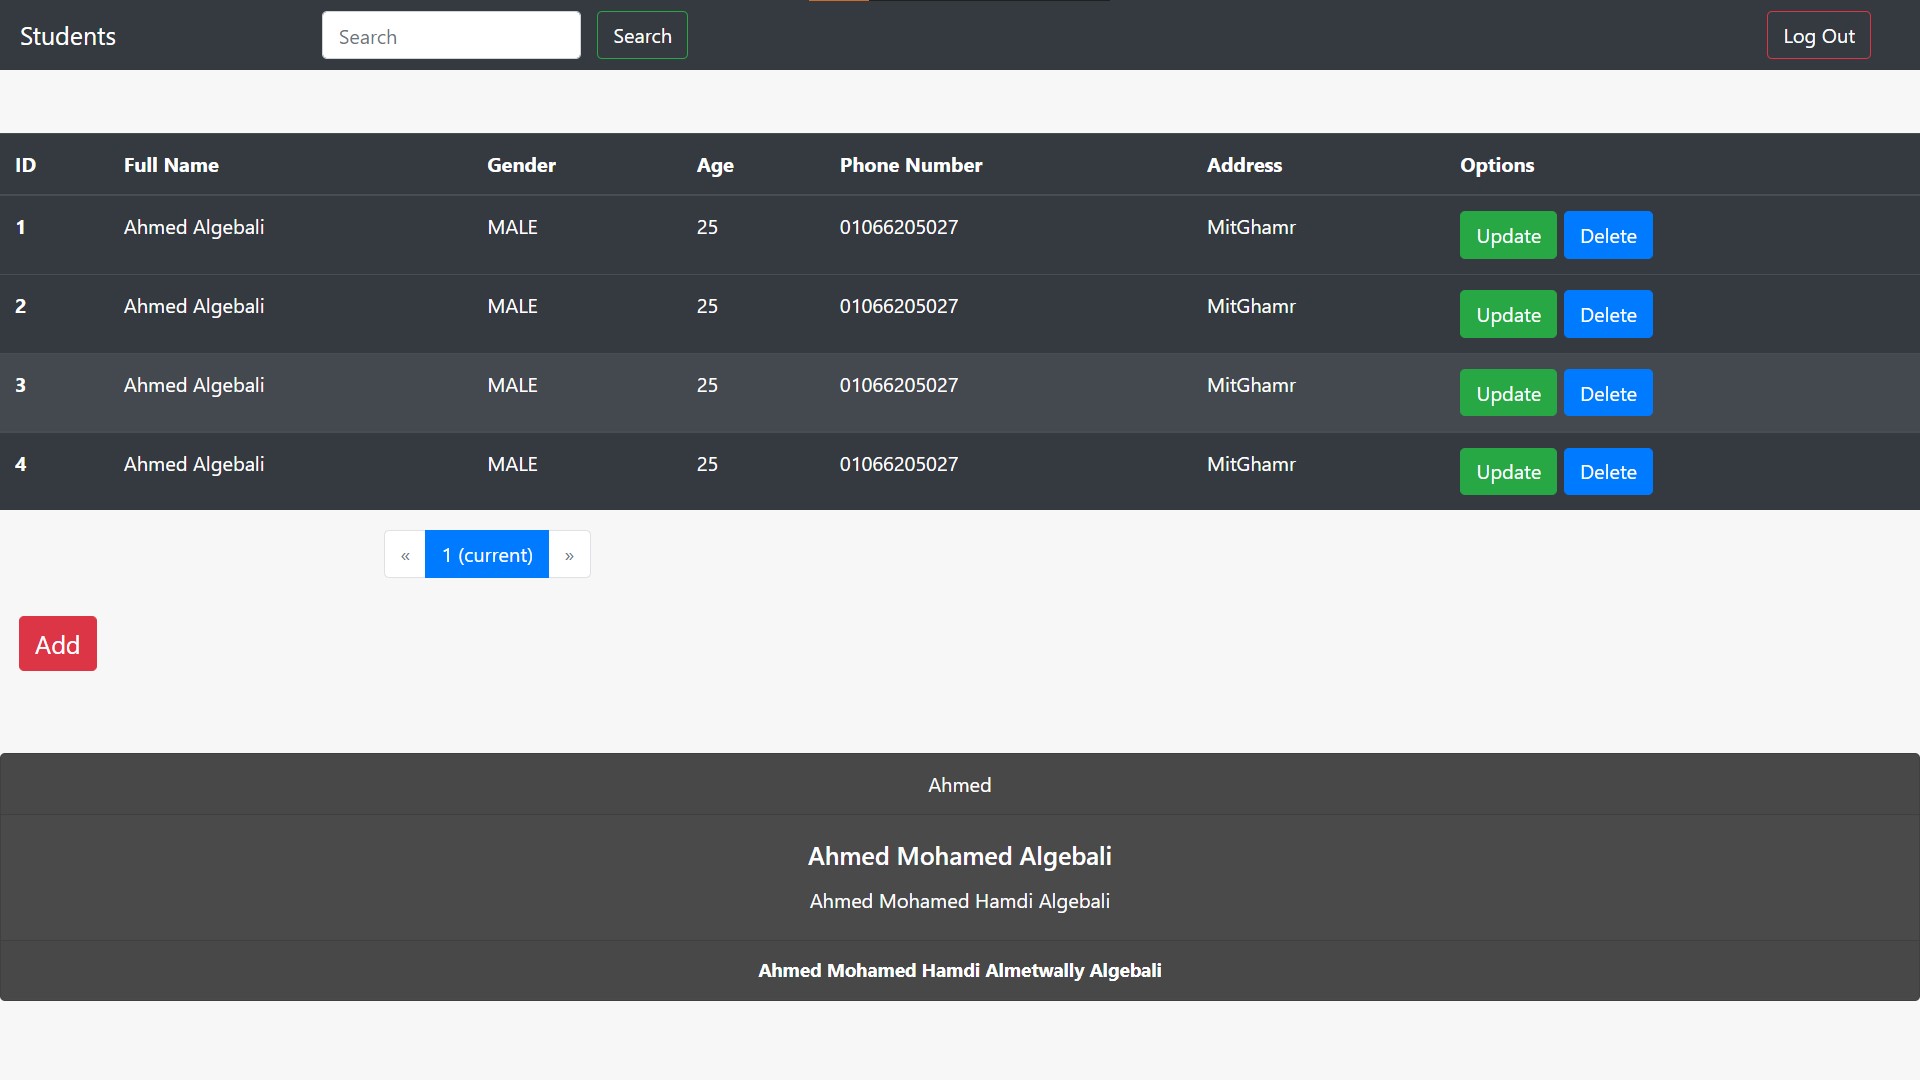 Students Search Search Log Out
ID Full Name Gender Age Phone Number Address Options
1 Ahmed Algebali MALE 25 01066205027 MitGhamr Update Delete
2 Ahmed Algebali MALE 25 01066205027 MitGhamr Update Delete
3 Ahmed Algebali MALE 25 01066205027 MitGhamr Update Delete
4 Ahmed Algebali MALE 25 01066205027 MitGhamr Update Delete
« 1 (current) »
Add
Ahmed
Ahmed Mohamed Algebali
Ahmed Mohamed Hamdi Algebali
Ahmed Mohamed Hamdi Almetwally Algebali